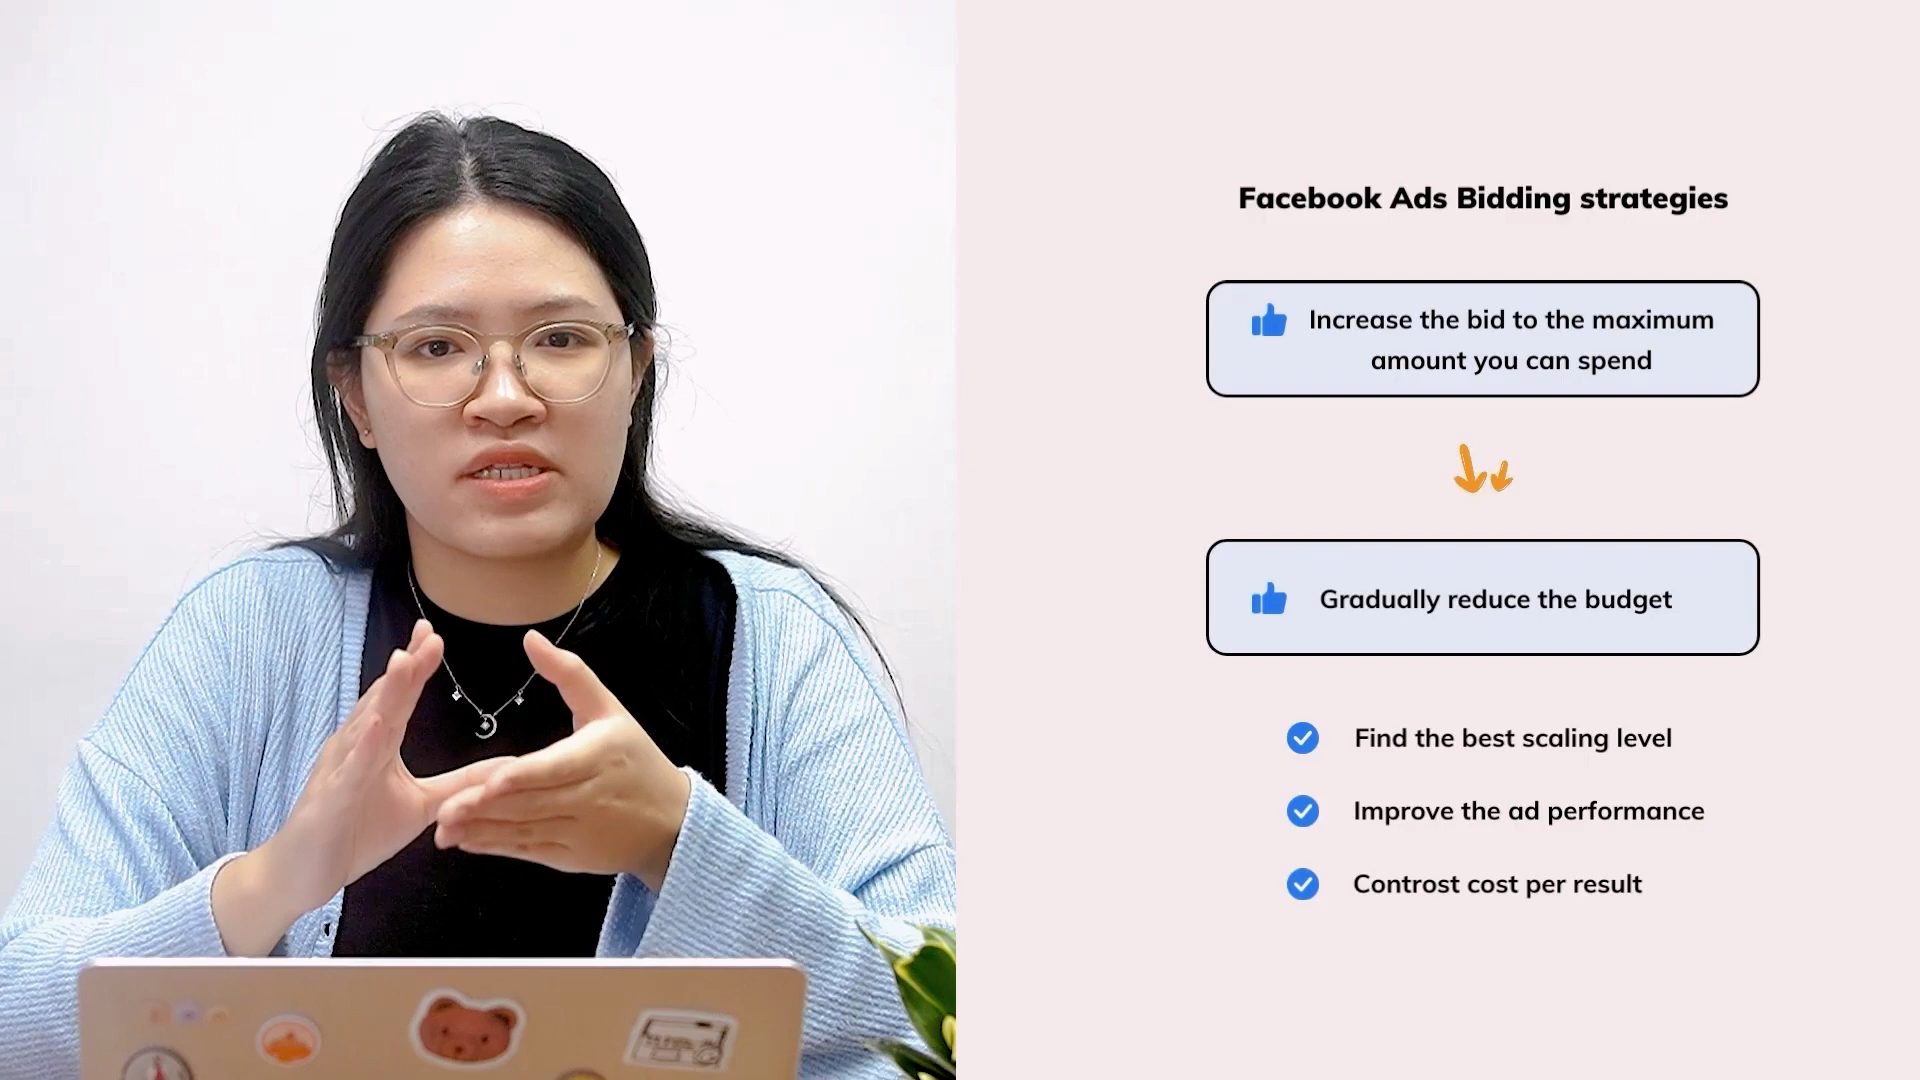 Facebook Ads Bidding strategies
Increase the bid to the maximum
amount you can spend
Gradually reduce the budget
Find the best scaling level
Improve the ad performance
Controst cost per result